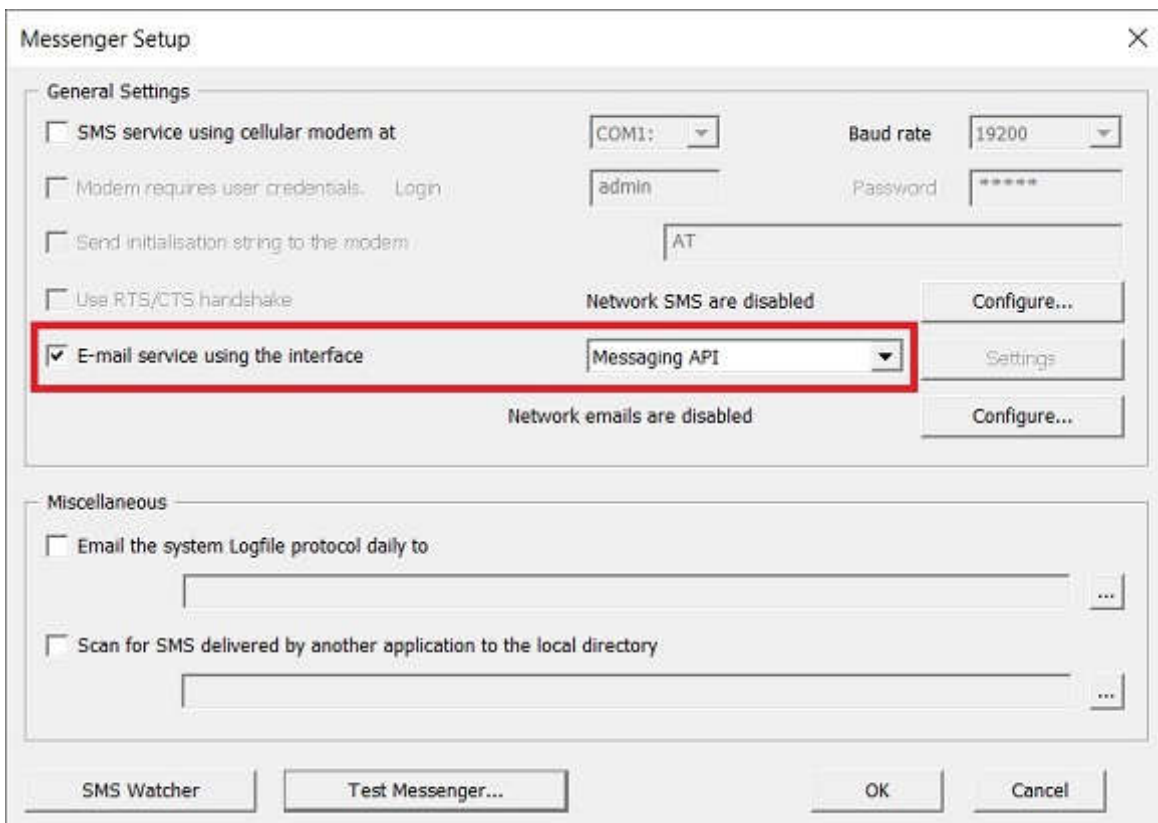 Messenger Setup
General Settings
SMS service using cellular modem at COM1: Baud rate 19200
Modem requires user credentials. Login admin Password *****
Send initialisation string to the modem AT
Use RTS/CTS handshake Network SMS are disabled Configure...
E-mail service using the interface Messaging API Settings
Network emails are disabled Configure...
Miscellaneous
Email the system Logfile protocol daily to
...
Scan for SMS delivered by another application to the local directory
...
SMS Watcher Test Messenger... OK Cancel